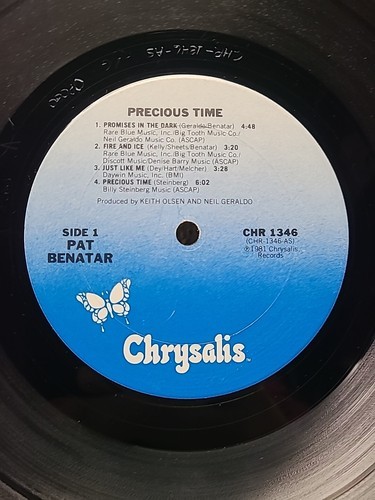 CHR-1346-AS
PRECIOUS TIME
1. PROMISES IN THE DARK (Geraldo/Benatar) 4:48
Rare Blue Music, Inc./Big Tooth Music Co./
Neil Geraldo Music Co. (ASCAP)
2. FIRE AND ICE (Kelly/Sheets/Benatar) 3:20
Rare Blue Music, Inc./Big Tooth Music Co./
Discott Music/Denise Barry Music (ASCAP)
3. JUST LIKE ME (Dey/Hart/Melcher) 3:28
Daywin Music, Inc. (BMI)
4. PRECIOUS TIME (Steinberg) 6:02
Billy Steinberg Music (ASCAP)
Produced by KEITH OLSEN AND NEIL GERALDO
SIDE 1
PAT
BENATAR
CHR 1346
(CHR-1346-AS)
℗1981 Chrysalis
Records
Chrysalis™